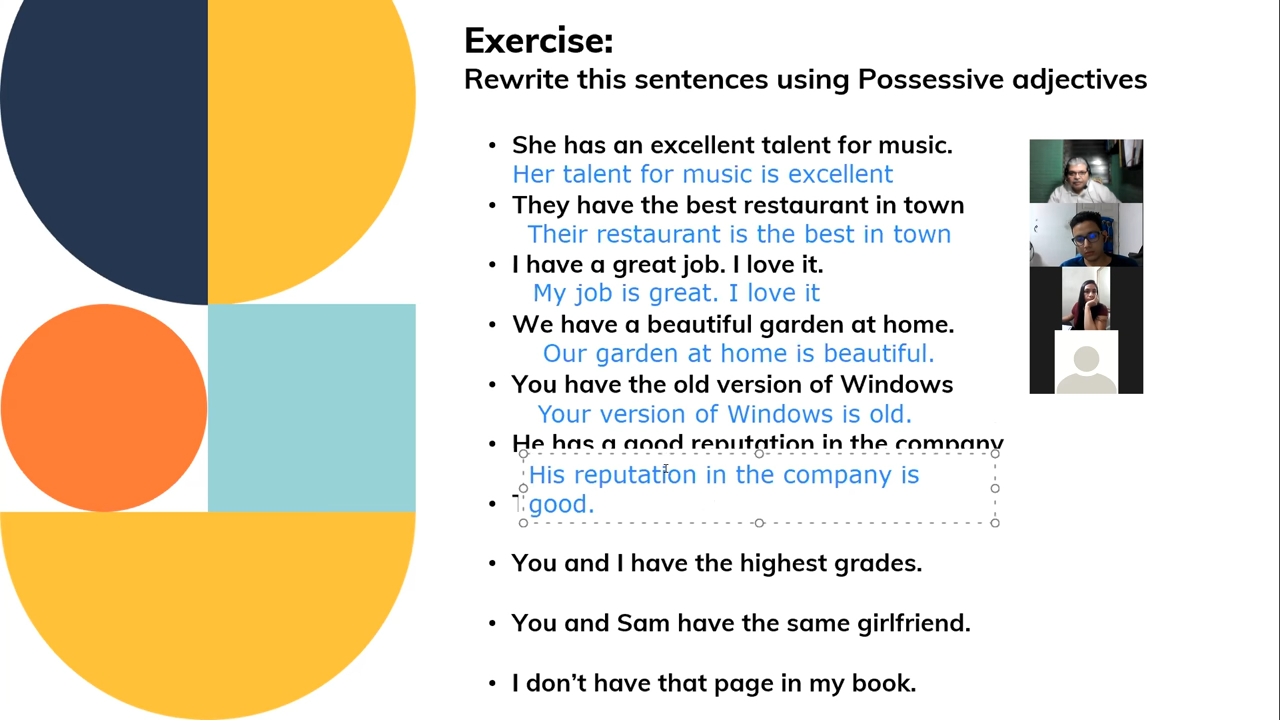 Exercise:
Rewrite this sentences using Possessive adjectives
• She has an excellent talent for music.
Her talent for music is excellent
• They have the best restaurant in town
Their restaurant is the best in town
• I have a great job. I love it.
My job is great. I love it
• We have a beautiful garden at home.
Our garden at home is beautiful.
• You have the old version of Windows
Your version of Windows is old.
• He has a good reputation in the company
His reputation in the company is
good.
• You and I have the highest grades.
• You and Sam have the same girlfriend.
• I don’t have that page in my book.